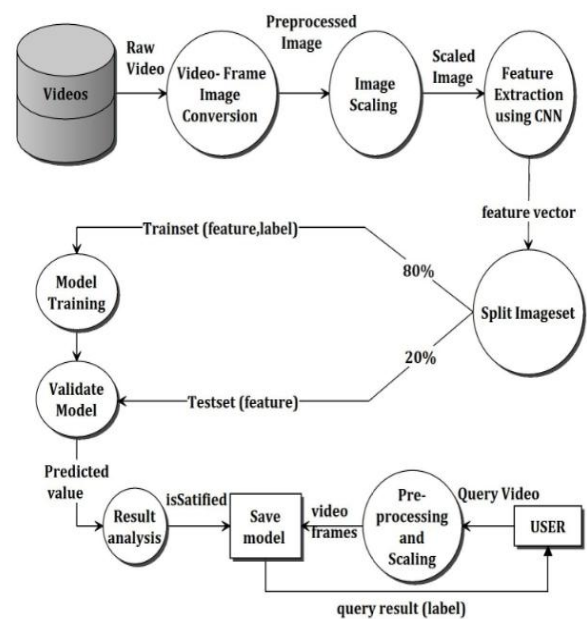 Videos
Raw
Video
Video- Frame
Image
Conversion
Preprocessed
Image
Image
Scaling
Scaled
Image
Feature
Extraction
using CNN
feature vector
Split Imageset
80%
Trainset (feature,label)
20%
Testset (feature)
Model
Training
Validate
Model
Predicted
value
Result
analysis
isSatified
Save
model
video
frames
Pre-
processing
and
Scaling
Query Video
USER
query result (label)